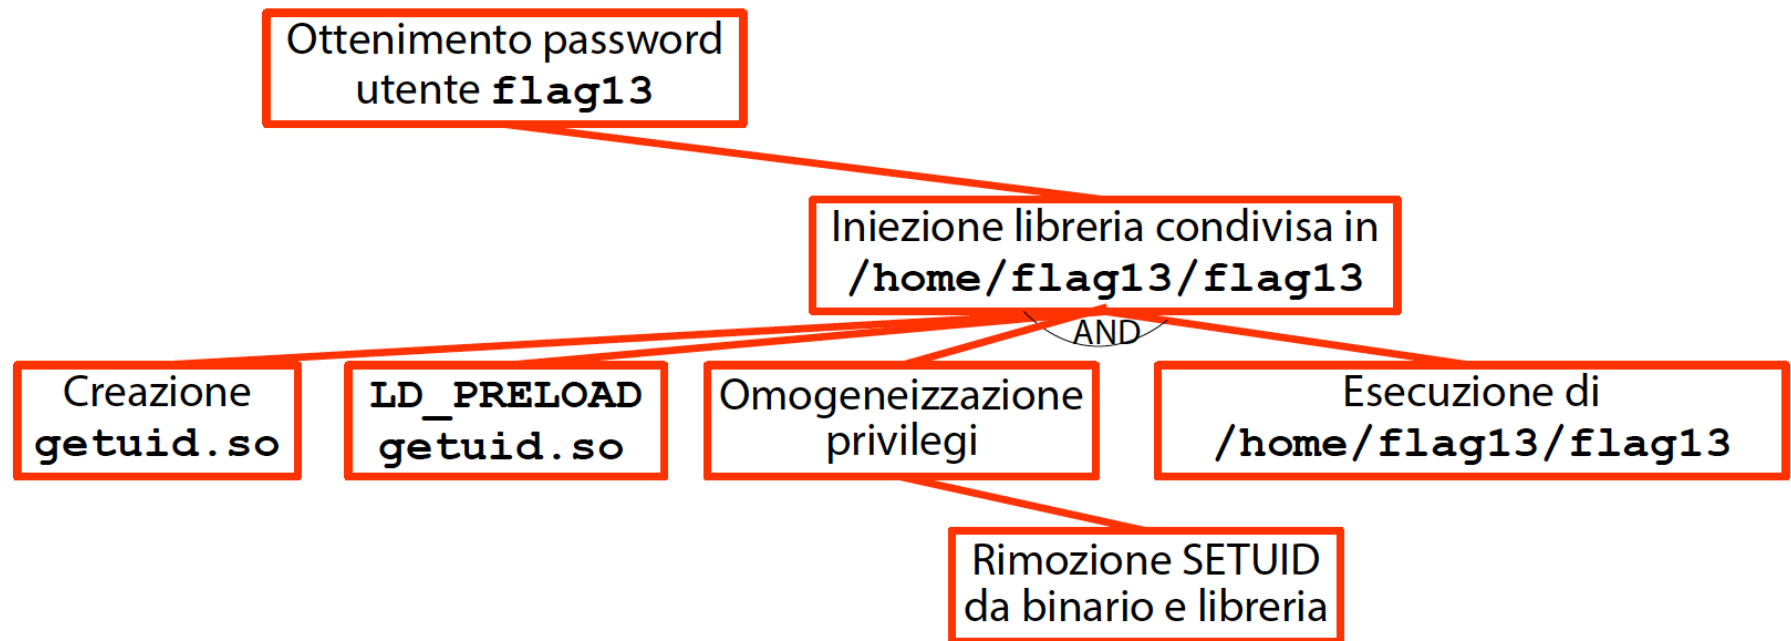 Ottenimento password
utente flag13
Iniezione libreria condivisa in
/home/flag13/flag13
AND
Creazione
getuid.so
LD_PRELOAD
getuid.so
Omogeneizzazione
privilegi
Esecuzione di
/home/flag13/flag13
Rimozione SETUID
da binario e libreria